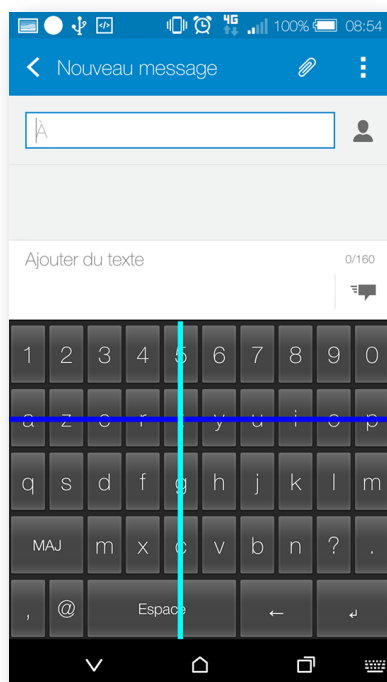 4G 100% 08:54
Nouveau message
À
Ajouter du texte 0/160
1 2 3 4 5 6 7 8 9 0
a z e r y u i o p
q s d f g h j k l m
MAJ m x c v b n ? .
, @ Espace ← ↵